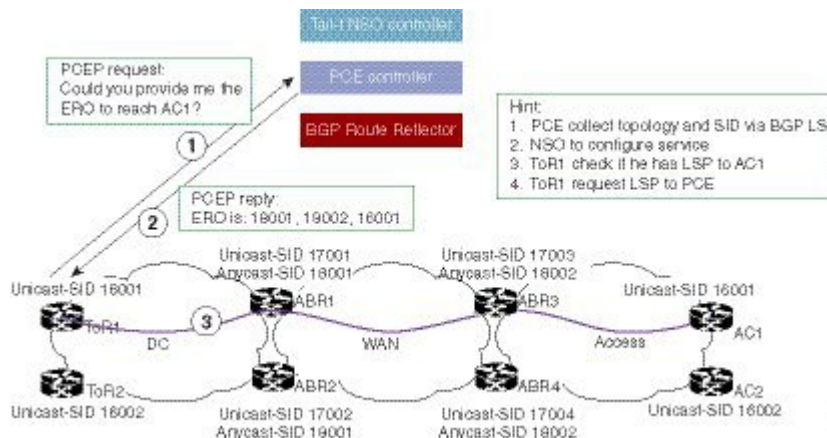 Tail-f NSO controller
PCEP request:
Could you provide me the
ERO to reach AC1?
PCE controller
BGP Route Reflector
Hint:
1. PCE collect topology and SID via BGP LS
2. NSO to configure service
3. ToR1 check if he has LSP to AC1
4. ToR1 request LSP to PCE
1
2
PCEP reply:
ERO is: 18001, 19002, 16001
Unicast-SID 17001
Anycast-SID 18001
Unicast-SID 17003
Anycast-SID 18002
Unicast-SID 16001
Unicast-SID 16001
ToR1
ABR1
ABR3
AC1
3
DC
WAN
Access
ToR2
ABR2
ABR4
AC2
Unicast-SID 16002
Unicast-SID 17002
Anycast-SID 19001
Unicast-SID 17004
Anycast-SID 18002
Unicast-SID 16002